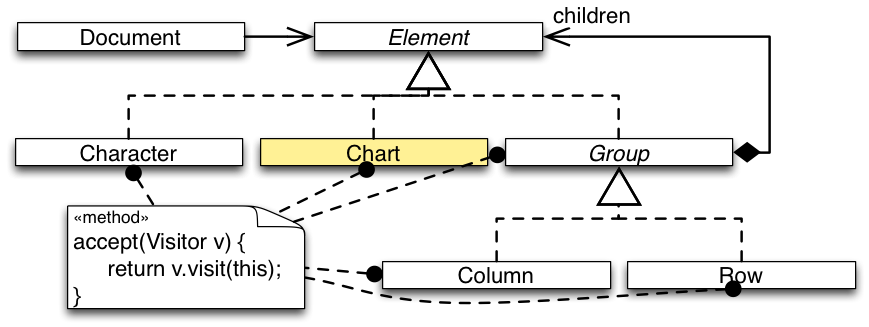 children
Document
Element
Character
Chart
Group
«method»
accept(Visitor v) {
return v.visit(this);
}
Column
Row